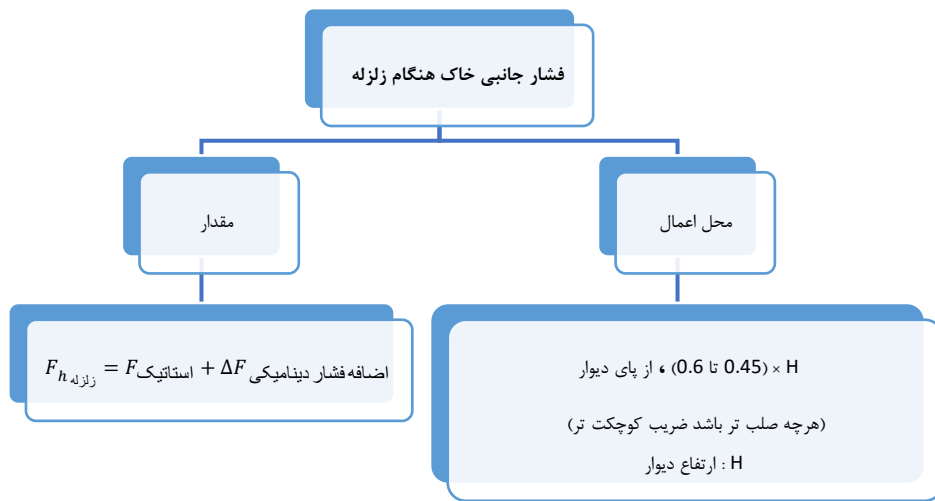 فشار جانبی خاک هنگام زلزله
محل اعمال
مقدار
H × (0.45 تا 0.6) ، از پای دیوار
(هرچه صلب تر باشد ضریب کوچکت تر)
H : ارتفاع دیوار
F_h زلزله = F استاتیک + ΔF اضافه فشار دینامیکی